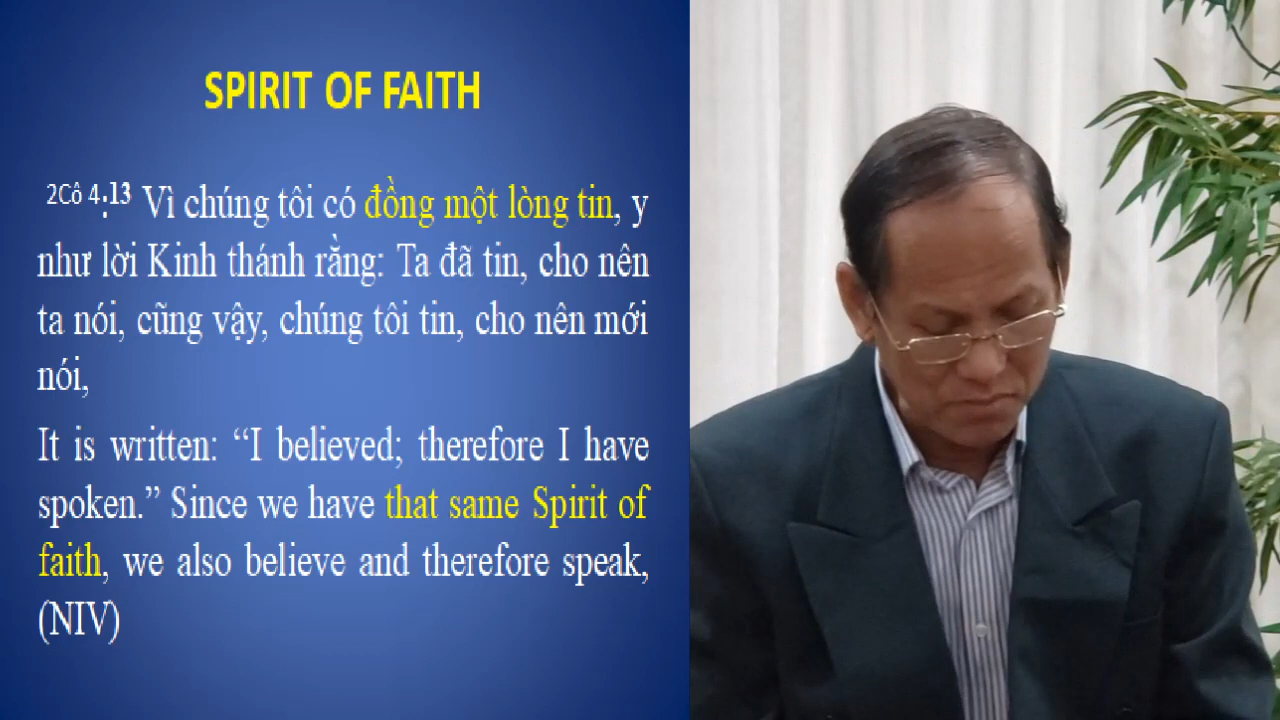 SPIRIT OF FAITH
2Cô 4:13 Vì chúng tôi có đồng một lòng tin, y
như lời Kinh thánh rằng: Ta đã tin, cho nên
ta nói, cũng vậy, chúng tôi tin, cho nên mới
nói,
It is written: “I believed; therefore I have
spoken.” Since we have that same Spirit of
faith, we also believe and therefore speak,
(NIV)